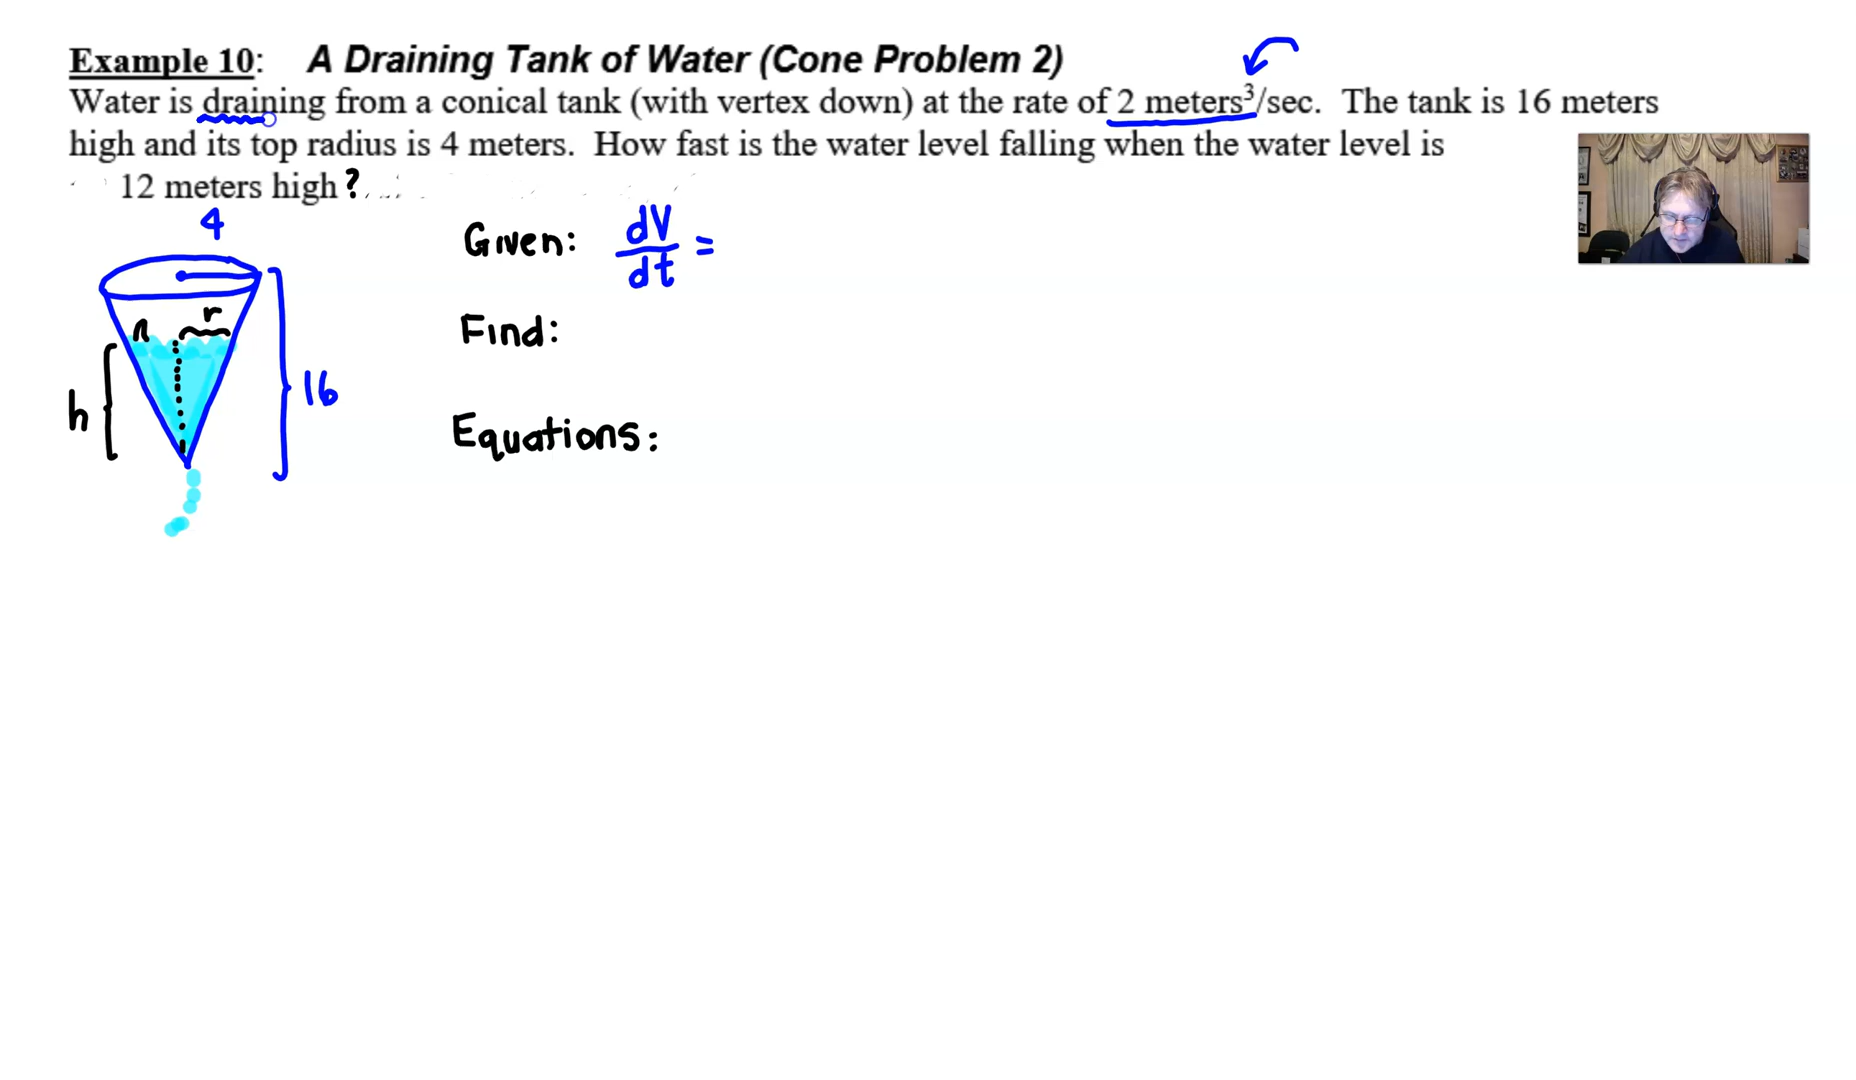 Example 10: A Draining Tank of Water (Cone Problem 2)
Water is draining from a conical tank (with vertex down) at the rate of 2 meters³/sec. The tank is 16 meters
high and its top radius is 4 meters. How fast is the water level falling when the water level is
12 meters high?
4
Given: dV/dt =
r
Find:
h
16
Equations: